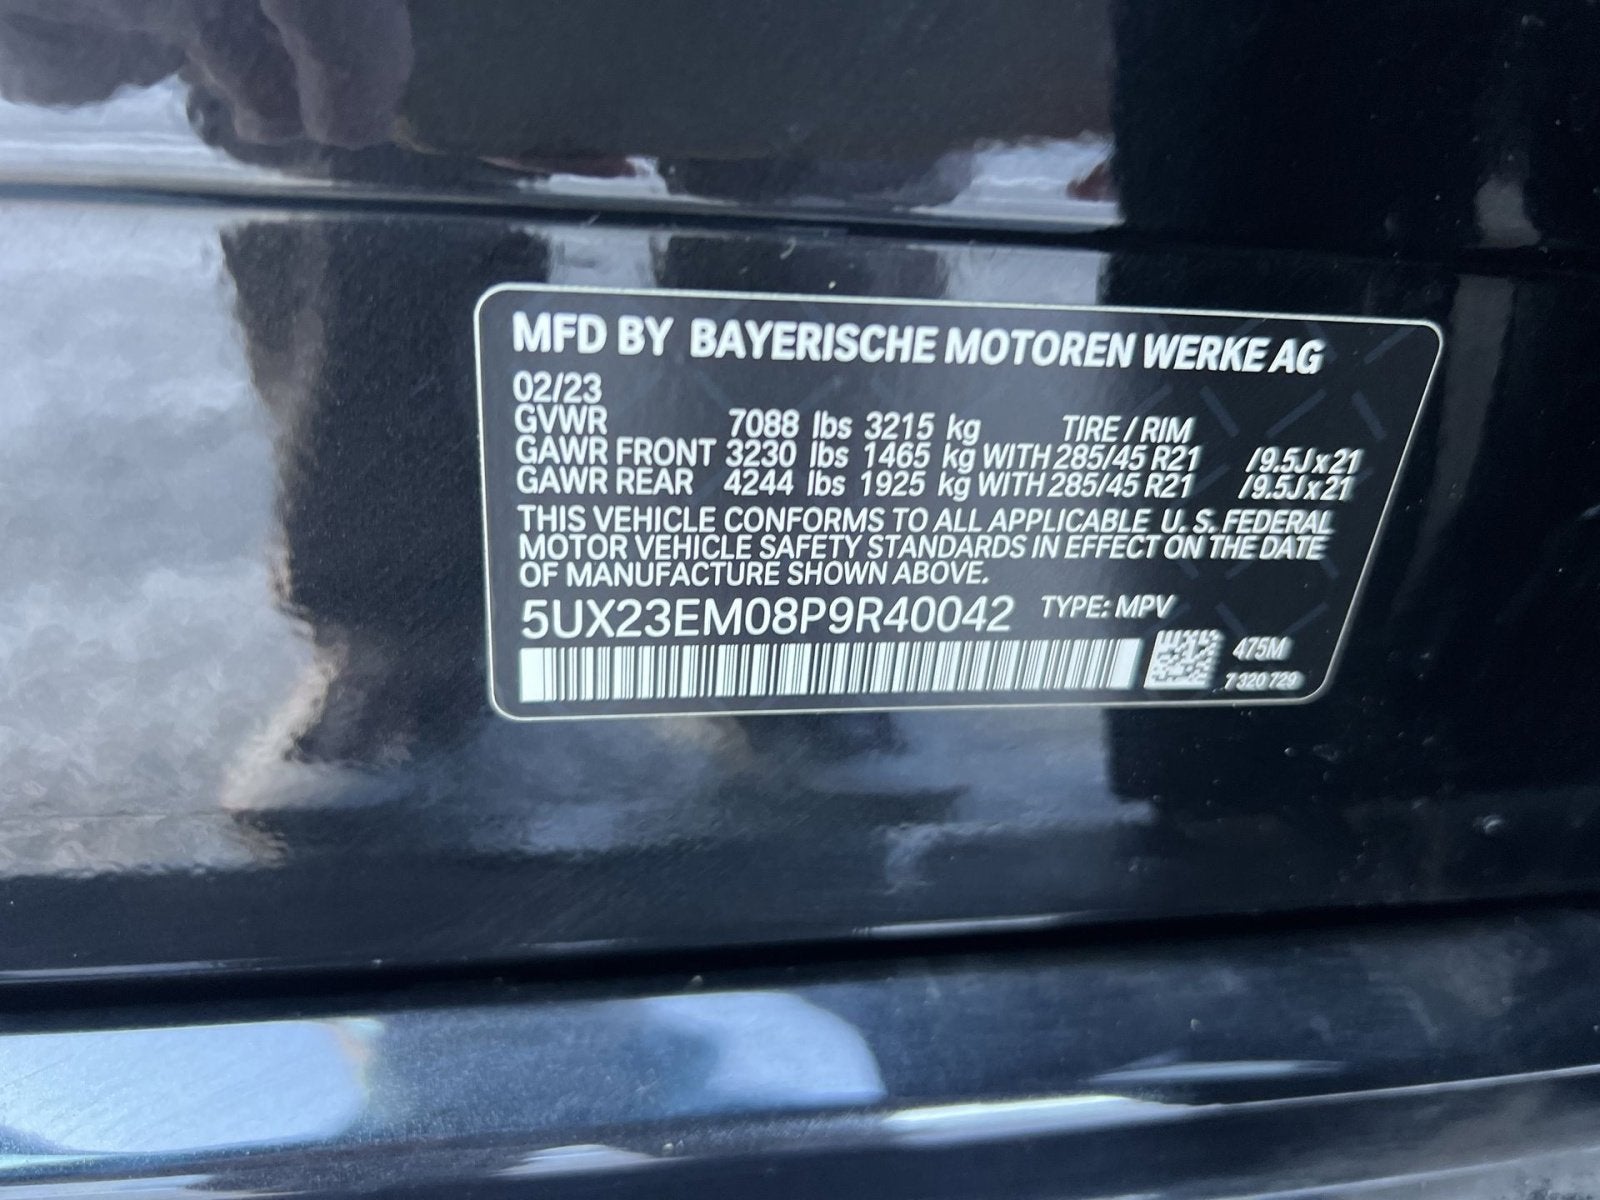 MFD BY BAYERISCHE MOTOREN WERKE AG
02/23
GVWR 7088 lbs 3215 kg TIRE / RIM
GAWR FRONT 3230 lbs 1465 kg WITH 285/45 R21 /9.5J x 21
GAWR REAR 4244 lbs 1925 kg WITH 285/45 R21 /9.5J x 21
THIS VEHICLE CONFORMS TO ALL APPLICABLE U. S. FEDERAL
MOTOR VEHICLE SAFETY STANDARDS IN EFFECT ON THE DATE
OF MANUFACTURE SHOWN ABOVE.
5UX23EM08P9R40042 TYPE: MPV
475M
7 320 729